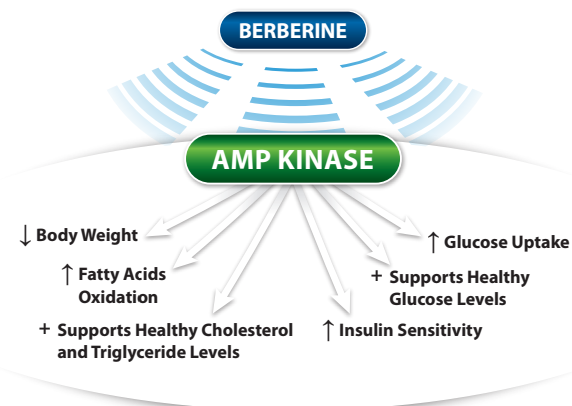 BERBERINE
AMP KINASE
↓ Body Weight
↑ Fatty Acids
Oxidation
+ Supports Healthy Cholesterol
and Triglyceride Levels
↑ Glucose Uptake
+ Supports Healthy
Glucose Levels
↑ Insulin Sensitivity